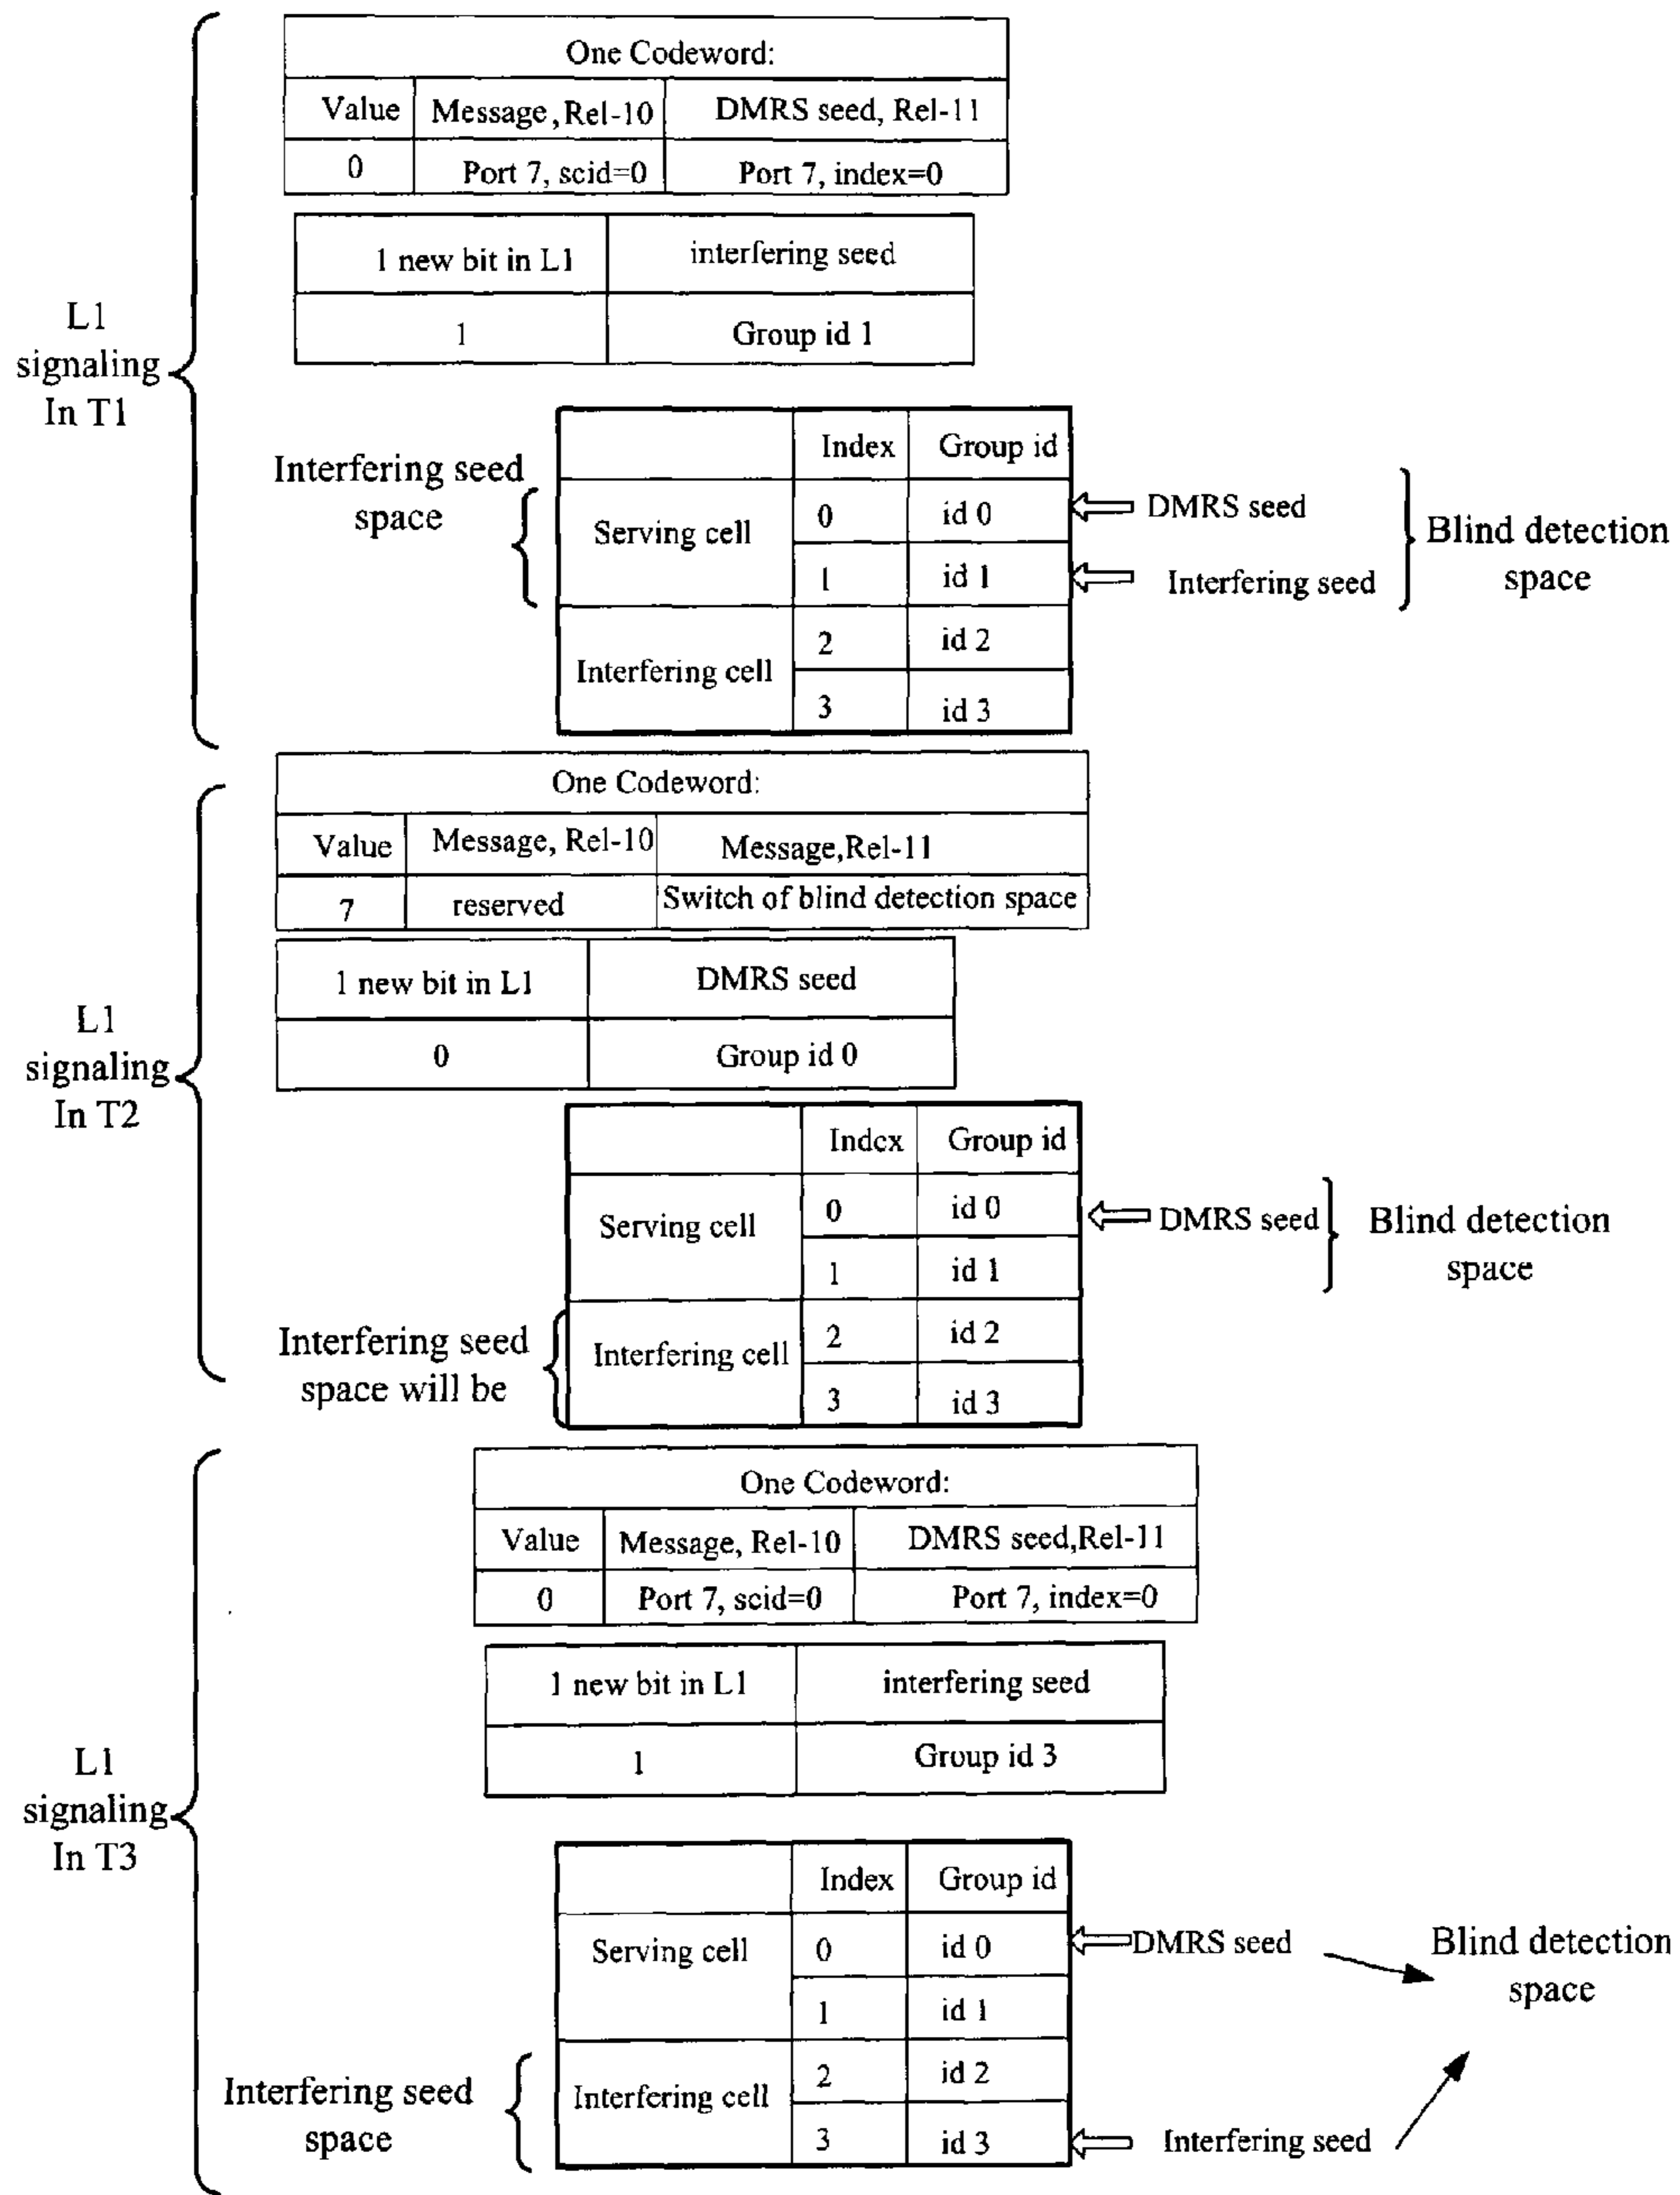 L1
signaling
In T1
One Codeword:
Value Message, Rel-10 DMRS seed, Rel-11
0 Port 7, scid=0 Port 7, index=0
1 new bit in L1 interfering seed
1 Group id 1
Interfering seed
space
Index Group id
Serving cell 0 id 0
1 id 1
Interfering cell 2 id 2
3 id 3
DMRS seed
Interfering seed
Blind detection
space
L1
signaling
In T2
One Codeword:
Value Message, Rel-10 Message,Rel-11
7 reserved Switch of blind detection space
1 new bit in L1 DMRS seed
0 Group id 0
Index Group id
Serving cell 0 id 0
1 id 1
Interfering cell 2 id 2
3 id 3
DMRS seed
Blind detection
space
Interfering seed
space will be
L1
signaling
In T3
One Codeword:
Value Message, Rel-10 DMRS seed,Rel-11
0 Port 7, scid=0 Port 7, index=0
1 new bit in L1 interfering seed
1 Group id 3
Index Group id
Serving cell 0 id 0
1 id 1
Interfering cell 2 id 2
3 id 3
DMRS seed
Blind detection
space
Interfering seed
space
Interfering seed